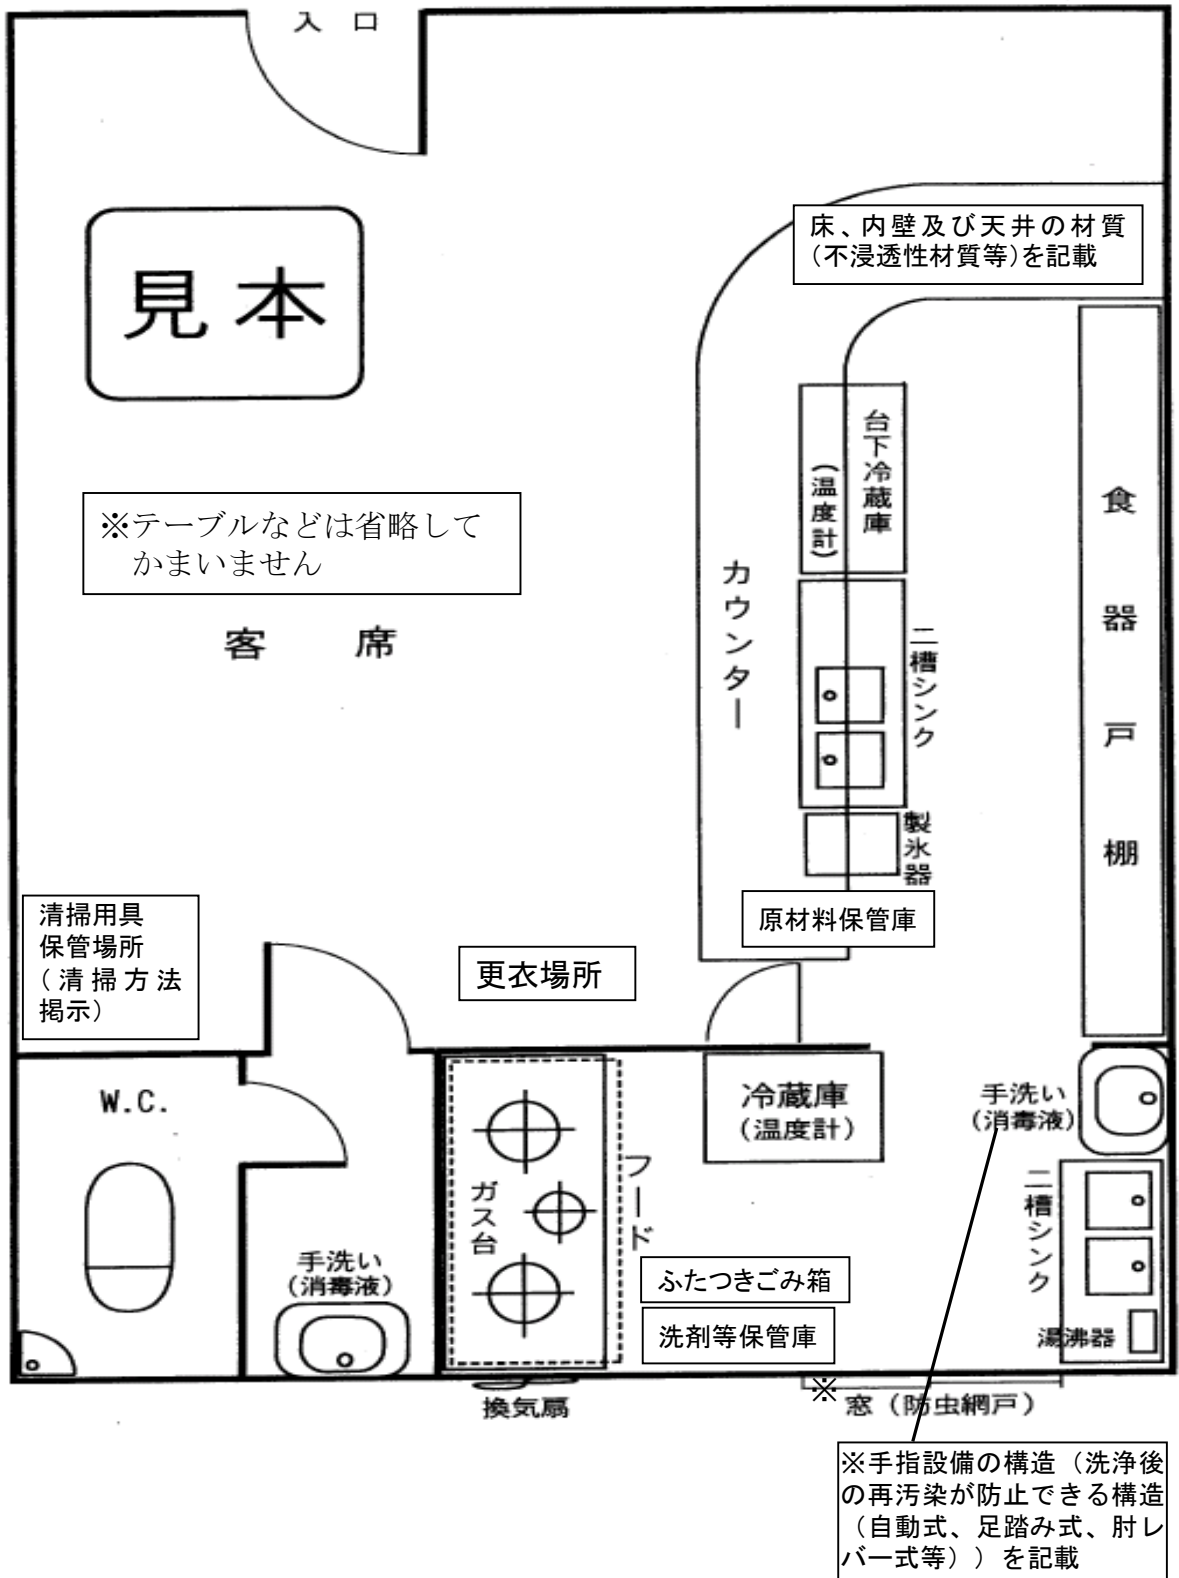 入口
床、内壁及び天井の材質
（不浸透性材質等）を記載
見本
台下冷蔵庫
（温度計）
食器戸棚
※テーブルなどは省略して
かまいません
カウンター
客席
二槽シンク
製氷器
原材料保管庫
清掃用具
保管場所
（清掃方法
掲示）
更衣場所
W.C.
冷蔵庫
（温度計）
手洗い
（消毒液）
ガス台
フード
二槽シンク
手洗い
（消毒液）
ふたつきごみ箱
洗剤等保管庫
湯沸器
換気扇
※窓（防虫網戸）
※手指設備の構造（洗浄後
の再汚染が防止できる構造
（自動式、足踏み式、肘レ
バー式等））を記載